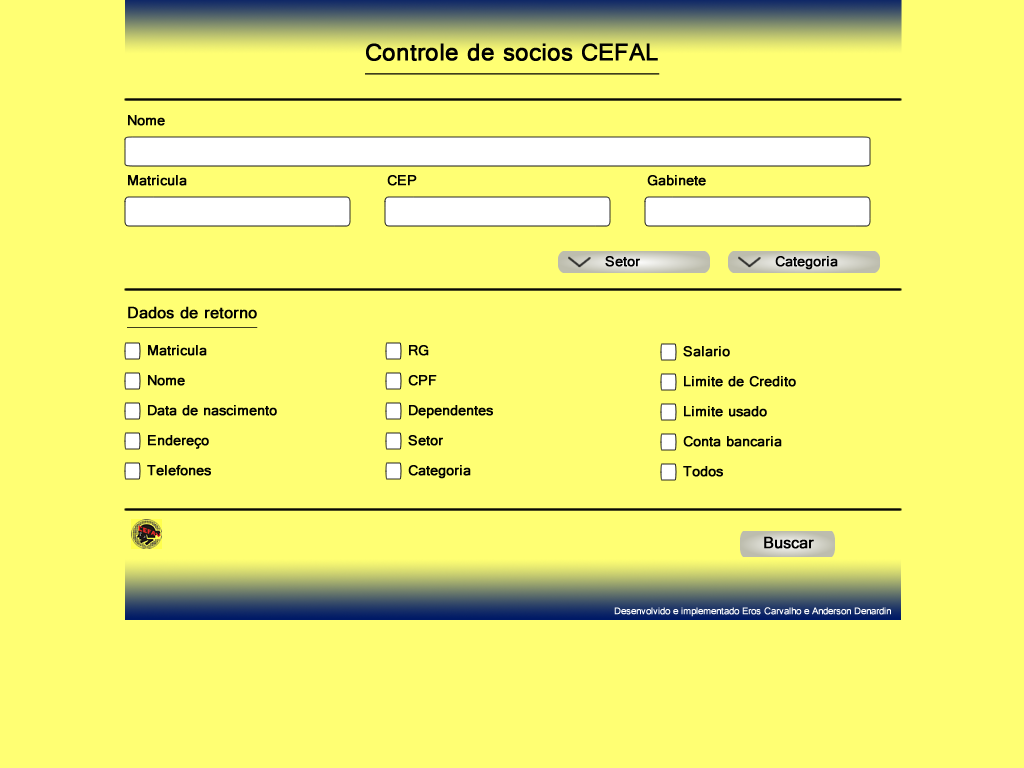 Controle de socios CEFAL
Nome
Matricula CEP Gabinete
Setor Categoria
Dados de retorno
Matricula RG Salario
Nome CPF Limite de Credito
Data de nascimento Dependentes Limite usado
Endereço Setor Conta bancaria
Telefones Categoria Todos
Buscar
Desenvolvido e implementado Eros Carvalho e Anderson Denardin